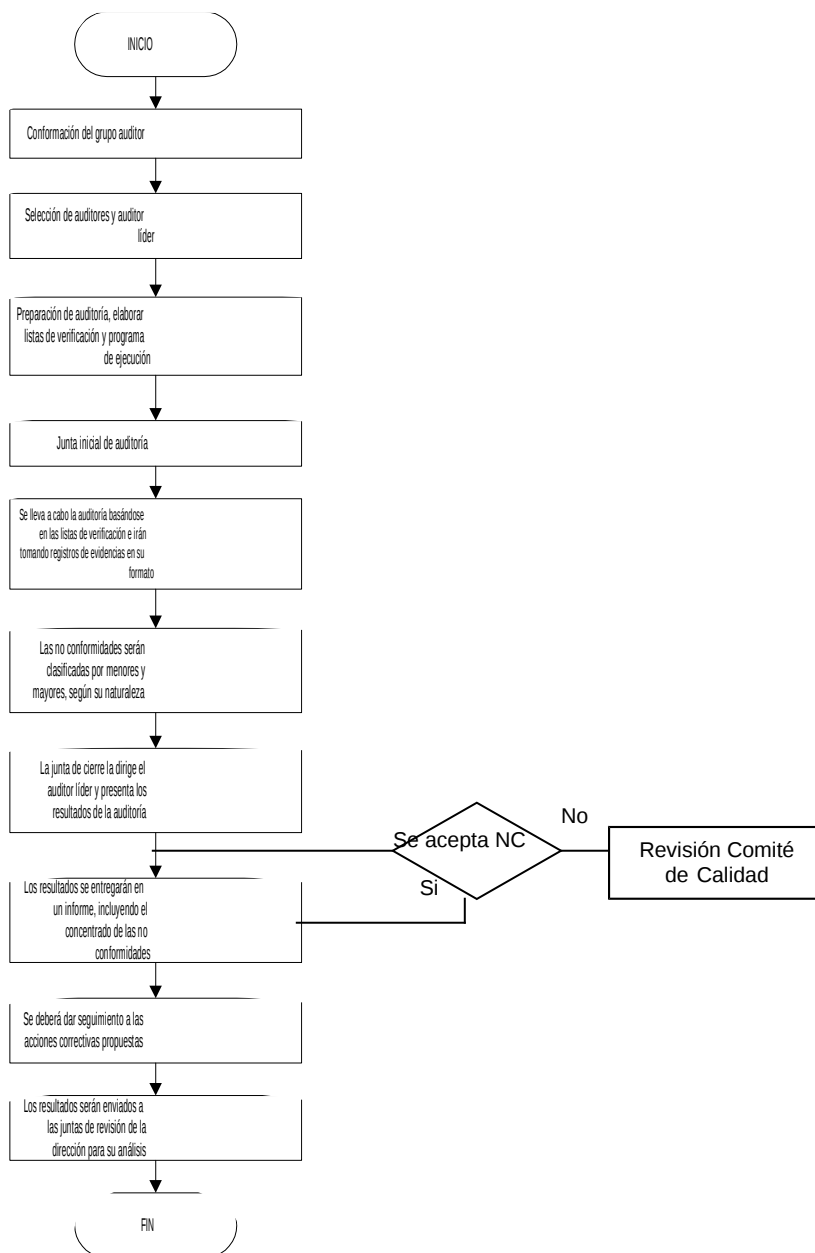 INICIO
Conformación del grupo auditor
Selección de auditores y auditor
líder
Preparación de auditoría, elaborar
listas de verificación y programa
de ejecución
Junta inicial de auditoría
Se lleva a cabo la auditoría basándose
en las listas de verificación e irán
tomando registros de evidencias en su
formato
Las no conformidades serán
clasificadas por menores y
mayores, según su naturaleza
La junta de cierre la dirige el
auditor líder y presenta los
resultados de la auditoría
Se acepta NC
No
Si
Revisión Comité
de Calidad
Los resultados se entregarán en
un informe, incluyendo el
concentrado de las no
conformidades
Se deberá dar seguimiento a las
acciones correctivas propuestas
Los resultados serán enviados a
las juntas de revisión de la
dirección para su análisis
FIN